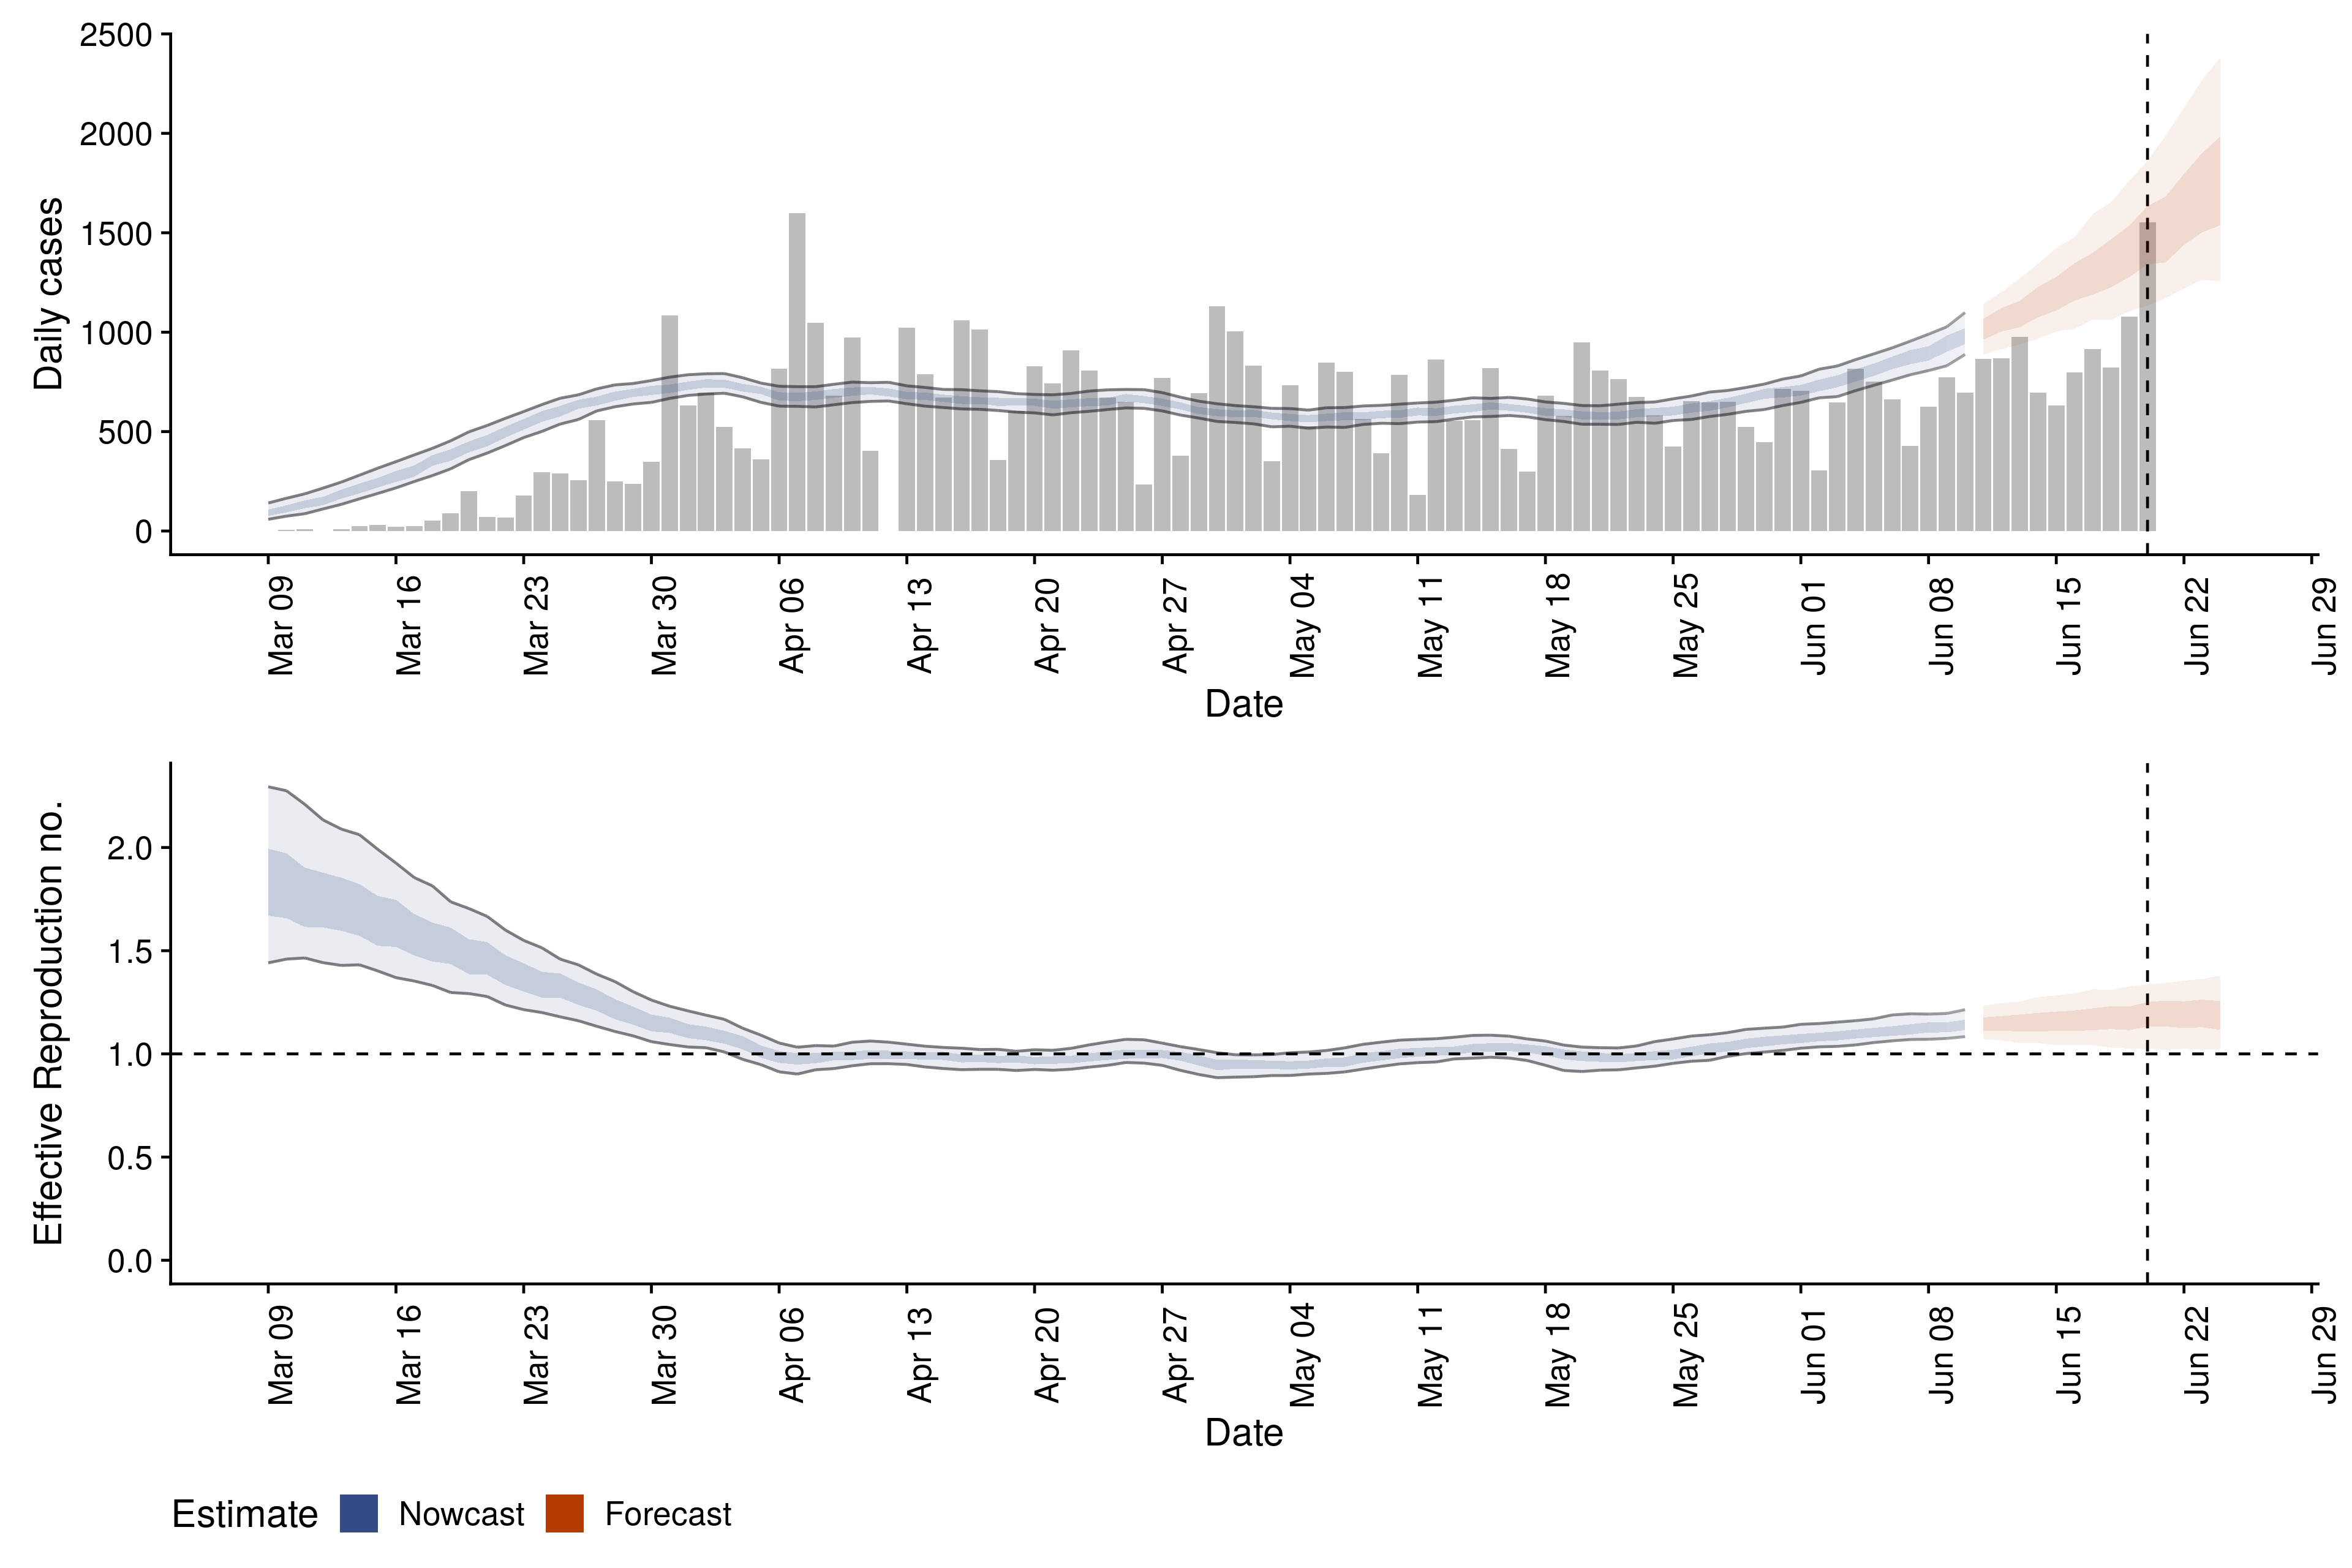 2500
2000
1500
1000
500
0
Daily cases
Mar 09
Mar 16
Mar 23
Mar 30
Apr 06
Apr 13
Apr 20
Apr 27
May 04
May 11
May 18
May 25
Jun 01
Jun 08
Jun 15
Jun 22
Jun 29
Date
2.0
1.5
1.0
0.5
0.0
Effective Reproduction no.
Mar 09
Mar 16
Mar 23
Mar 30
Apr 06
Apr 13
Apr 20
Apr 27
May 04
May 11
May 18
May 25
Jun 01
Jun 08
Jun 15
Jun 22
Jun 29
Date
Estimate Nowcast Forecast